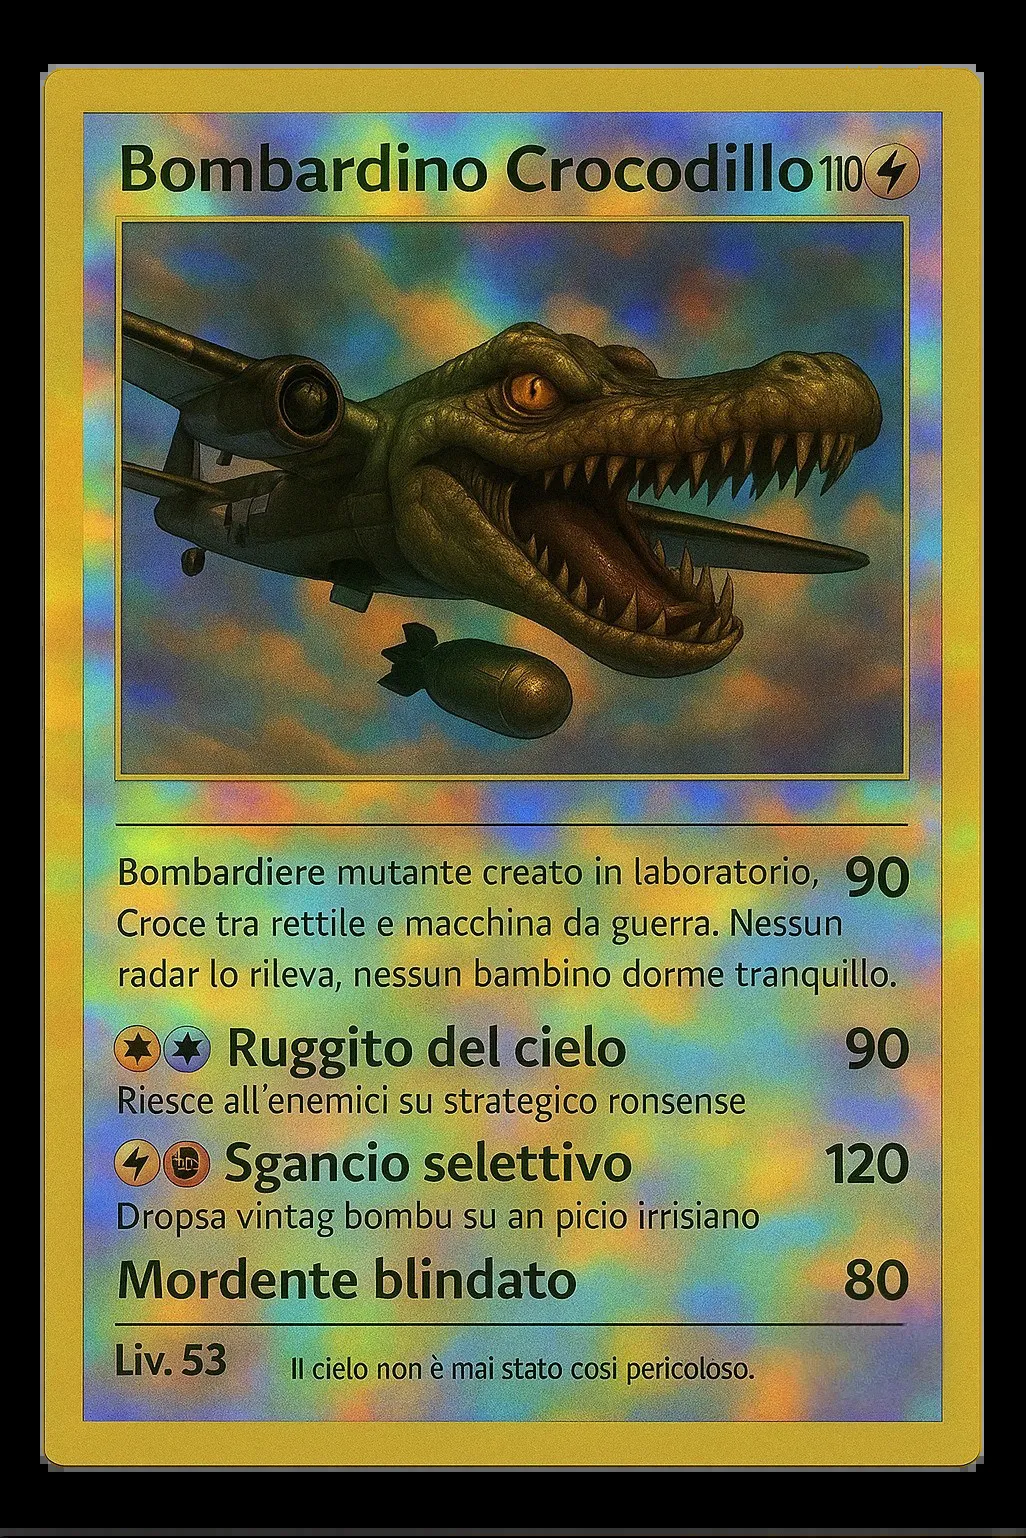 Bombardino Crocodillo 110
Bombardiere mutante creato in laboratorio, 90
Croce tra rettile e macchina da guerra. Nessun
radar lo rileva, nessun bambino dorme tranquillo.
Ruggito del cielo 90
Riesce all'enemici su strategico ronsense
Sgancio selettivo 120
Dropsa vintag bombu su an picio irrisiano
Mordente blindato 80
Liv. 53 Il cielo non è mai stato cosi pericoloso.